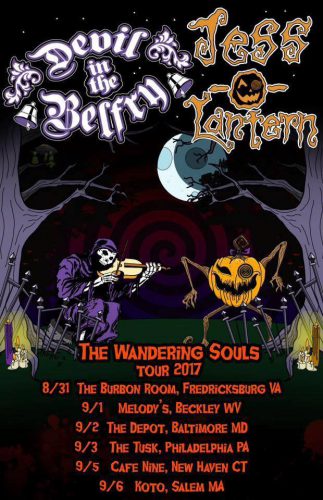 Devil
in
the
Belfry
Jess
-O-
Lantern
The Wandering Souls
Tour 2017
8/31 The Burbon Room, Fredricksburg VA
9/1 Melody's, Beckley WV
9/2 The Depot, Baltimore MD
9/3 The Tusk, Philadelphia PA
9/5 Cafe Nine, New Haven CT
9/6 Koto, Salem MA